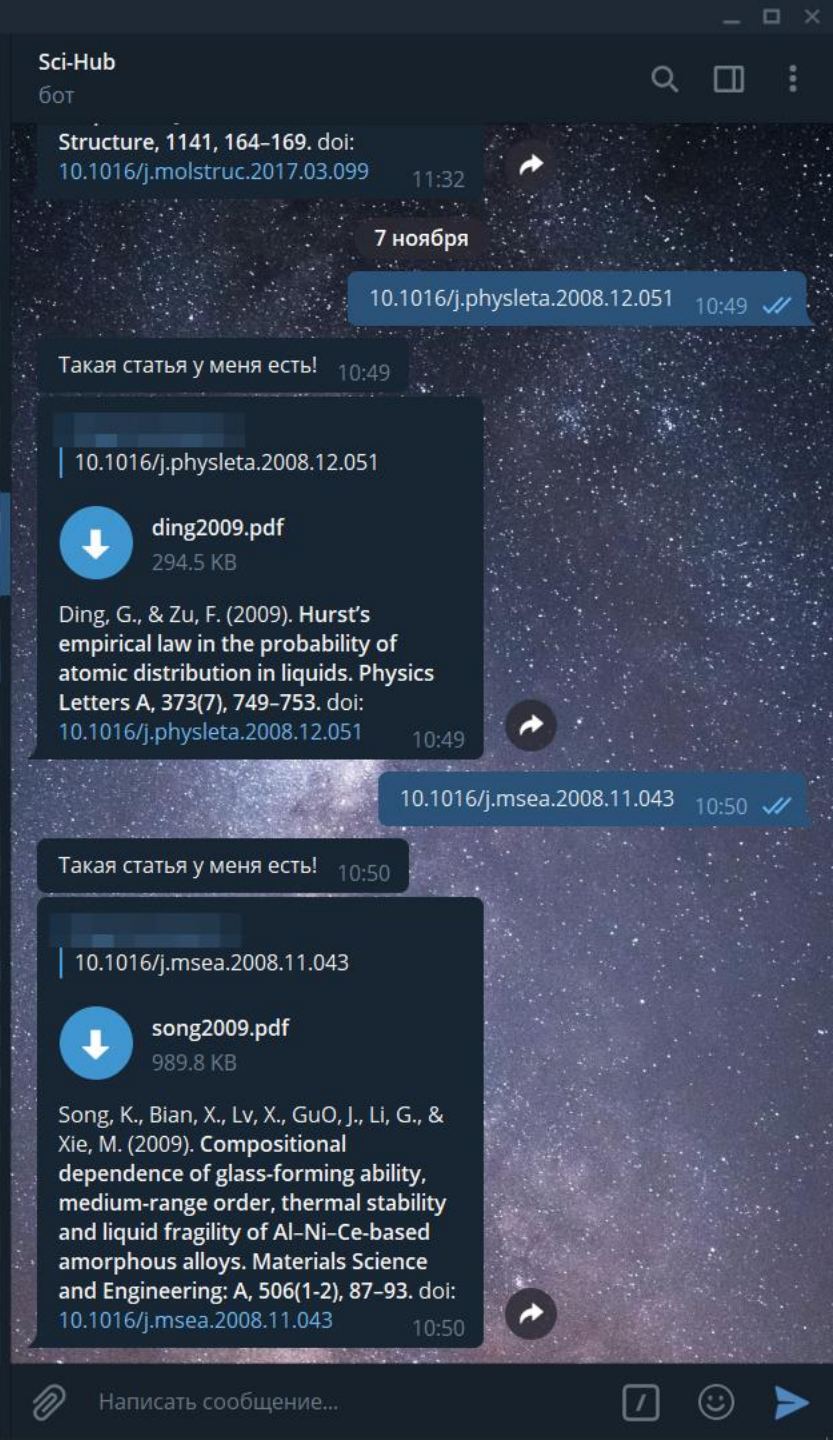 Sci-Hub
бот
Structure, 1141, 164–169. doi:
10.1016/j.molstruc.2017.03.099 11:32
7 ноября
10.1016/j.physleta.2008.12.051 10:49
Такая статья у меня есть! 10:49
10.1016/j.physleta.2008.12.051
ding2009.pdf
294.5 KB
Ding, G., & Zu, F. (2009). Hurst’s
empirical law in the probability of
atomic distribution in liquids. Physics
Letters A, 373(7), 749–753. doi:
10.1016/j.physleta.2008.12.051 10:49
10.1016/j.msea.2008.11.043 10:50
Такая статья у меня есть! 10:50
10.1016/j.msea.2008.11.043
song2009.pdf
989.8 KB
Song, K., Bian, X., Lv, X., GuO, J., Li, G., &
Xie, M. (2009). Compositional
dependence of glass-forming ability,
medium-range order, thermal stability
and liquid fragility of Al–Ni–Ce-based
amorphous alloys. Materials Science
and Engineering: A, 506(1-2), 87–93. doi:
10.1016/j.msea.2008.11.043 10:50
Написать сообщение...